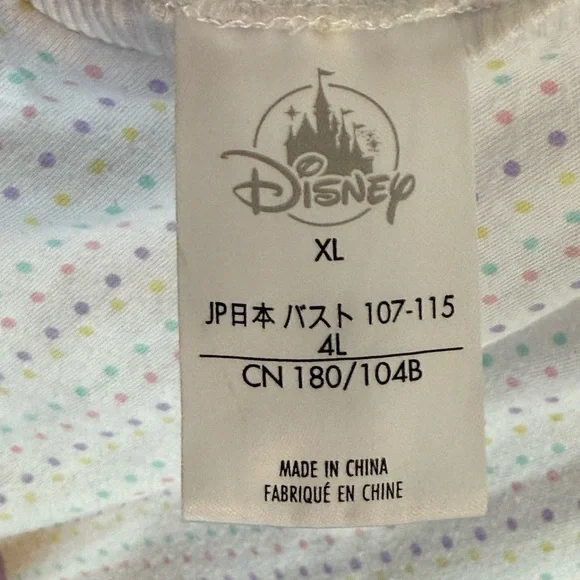 Disney
XL
JP日本 バスト 107-115
4L
CN 180/104B
MADE IN CHINA
FABRIQUÉ EN CHINE